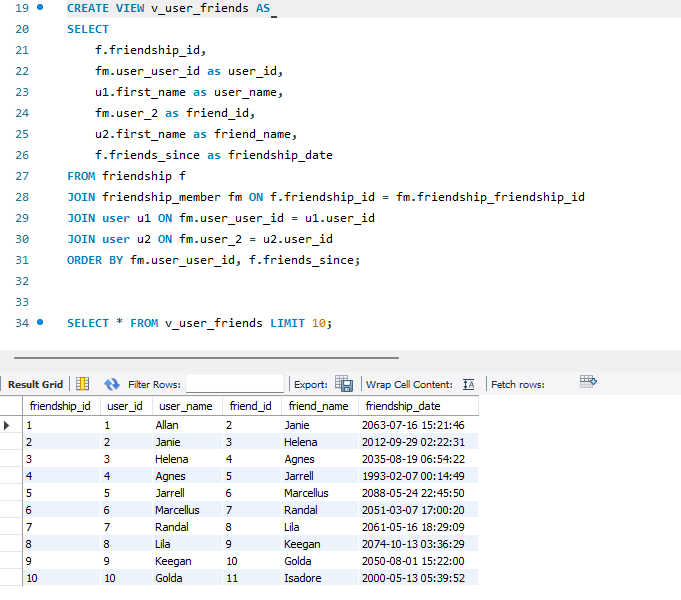 19 CREATE VIEW v_user_friends AS
20 SELECT
21 f.friendship_id,
22 fm.user_user_id as user_id,
23 u1.first_name as user_name,
24 fm.user_2 as friend_id,
25 u2.first_name as friend_name,
26 f.friends_since as friendship_date
27 FROM friendship f
28 JOIN friendship_member fm ON f.friendship_id = fm.friendship_friendship_id
29 JOIN user u1 ON fm.user_user_id = u1.user_id
30 JOIN user u2 ON fm.user_2 = u2.user_id
31 ORDER BY fm.user_user_id, f.friends_since;
32
33
34 SELECT * FROM v_user_friends LIMIT 10;
Result Grid Filter Rows: Export: Wrap Cell Content: IA Fetch rows:
friendship_id user_id user_name friend_id friend_name friendship_date
1 1 Allan 2 Janie 2063-07-16 15:21:46
2 2 Janie 3 Helena 2012-09-29 02:22:31
3 3 Helena 4 Agnes 2035-08-19 06:54:22
4 4 Agnes 5 Jarrell 1993-02-07 00:14:49
5 5 Jarrell 6 Marcellus 2088-05-24 22:45:50
6 6 Marcellus 7 Randal 2051-03-07 17:00:20
7 7 Randal 8 Lila 2061-05-16 18:29:09
8 8 Lila 9 Keegan 2074-10-13 03:36:29
9 9 Keegan 10 Golda 2050-08-01 15:22:00
10 10 Golda 11 Isadore 2000-05-13 05:39:52